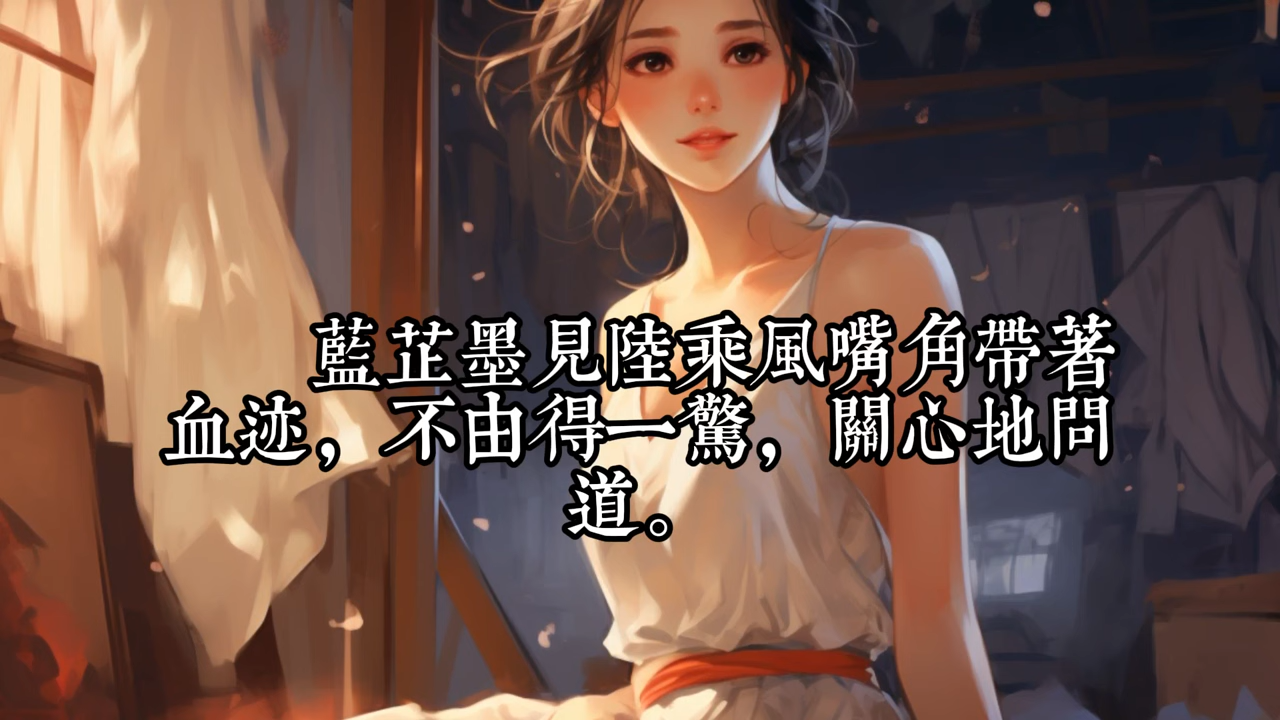 藍芷墨見陸乘風嘴角帶著
血迹，不由得一驚，關心地問
道。